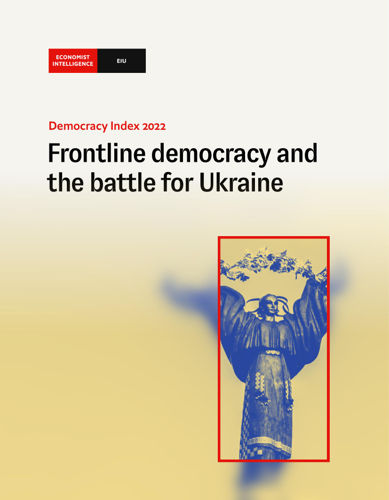 ECONOMIST
INTELLIGENCE
EIU
Democracy Index 2022
Frontline democracy and
the battle for Ukraine